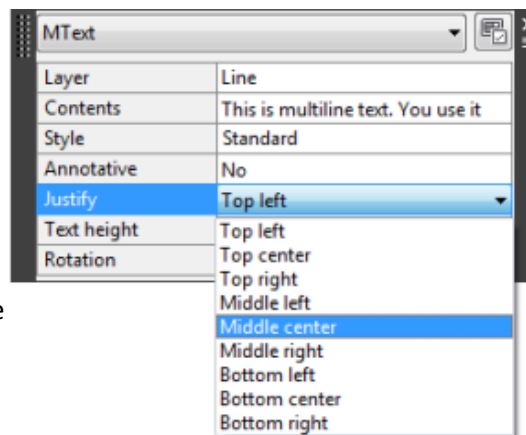 MText
Layer Line
Contents This is multiline text. You use it
Style Standard
Annotative No
Justify Top left
Text height Top left
Rotation Top center
Top right
Middle left
e Middle center
Middle right
Bottom left
Bottom center
Bottom right